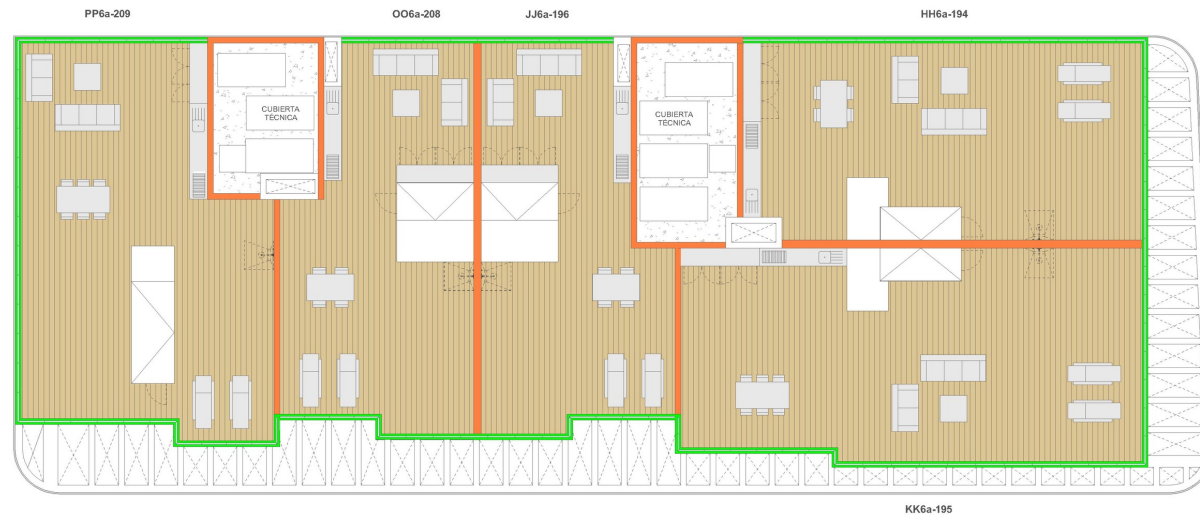 PP6a-209
OO6a-208
JJ6a-196
HH6a-194
CUBIERTA
TÉCNICA
CUBIERTA
TÉCNICA
KK6a-195